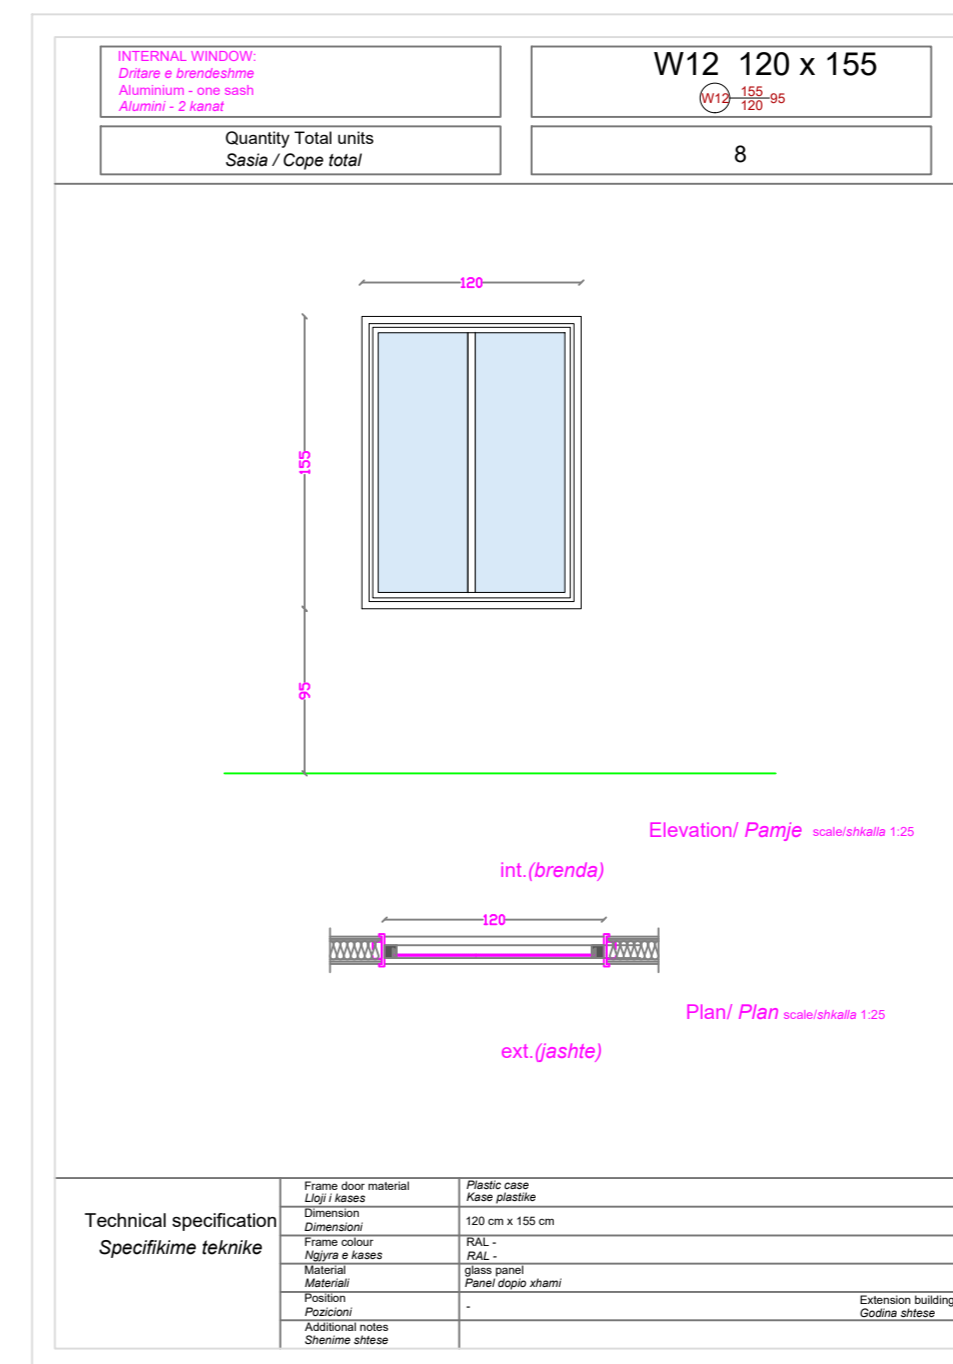 INTERNAL WINDOW:
Dritare e brendeshme
Aluminium - one sash
Alumini - 2 kanat
W12 120 x 155
W12 155 95
120
Quantity Total units
Sasia / Cope total
8
120
155
95
Elevation/ Pamje scale/shkalla 1:25
int.(brenda)
120
Plan/ Plan scale/shkalla 1:25
ext.(jashte)
Technical specification
Specifikime teknike
Frame door material
Lloji i kases
Plastic case
Kase plastike
Dimension
Dimensioni
120 cm x 155 cm
Frame colour
Ngjyra e kases
RAL -
RAL -
Material
Materiali
glass panel
Panel dopio xhami
Position
Pozicioni
-
Extension building
Godina shtese
Additional notes
Shenime shtese